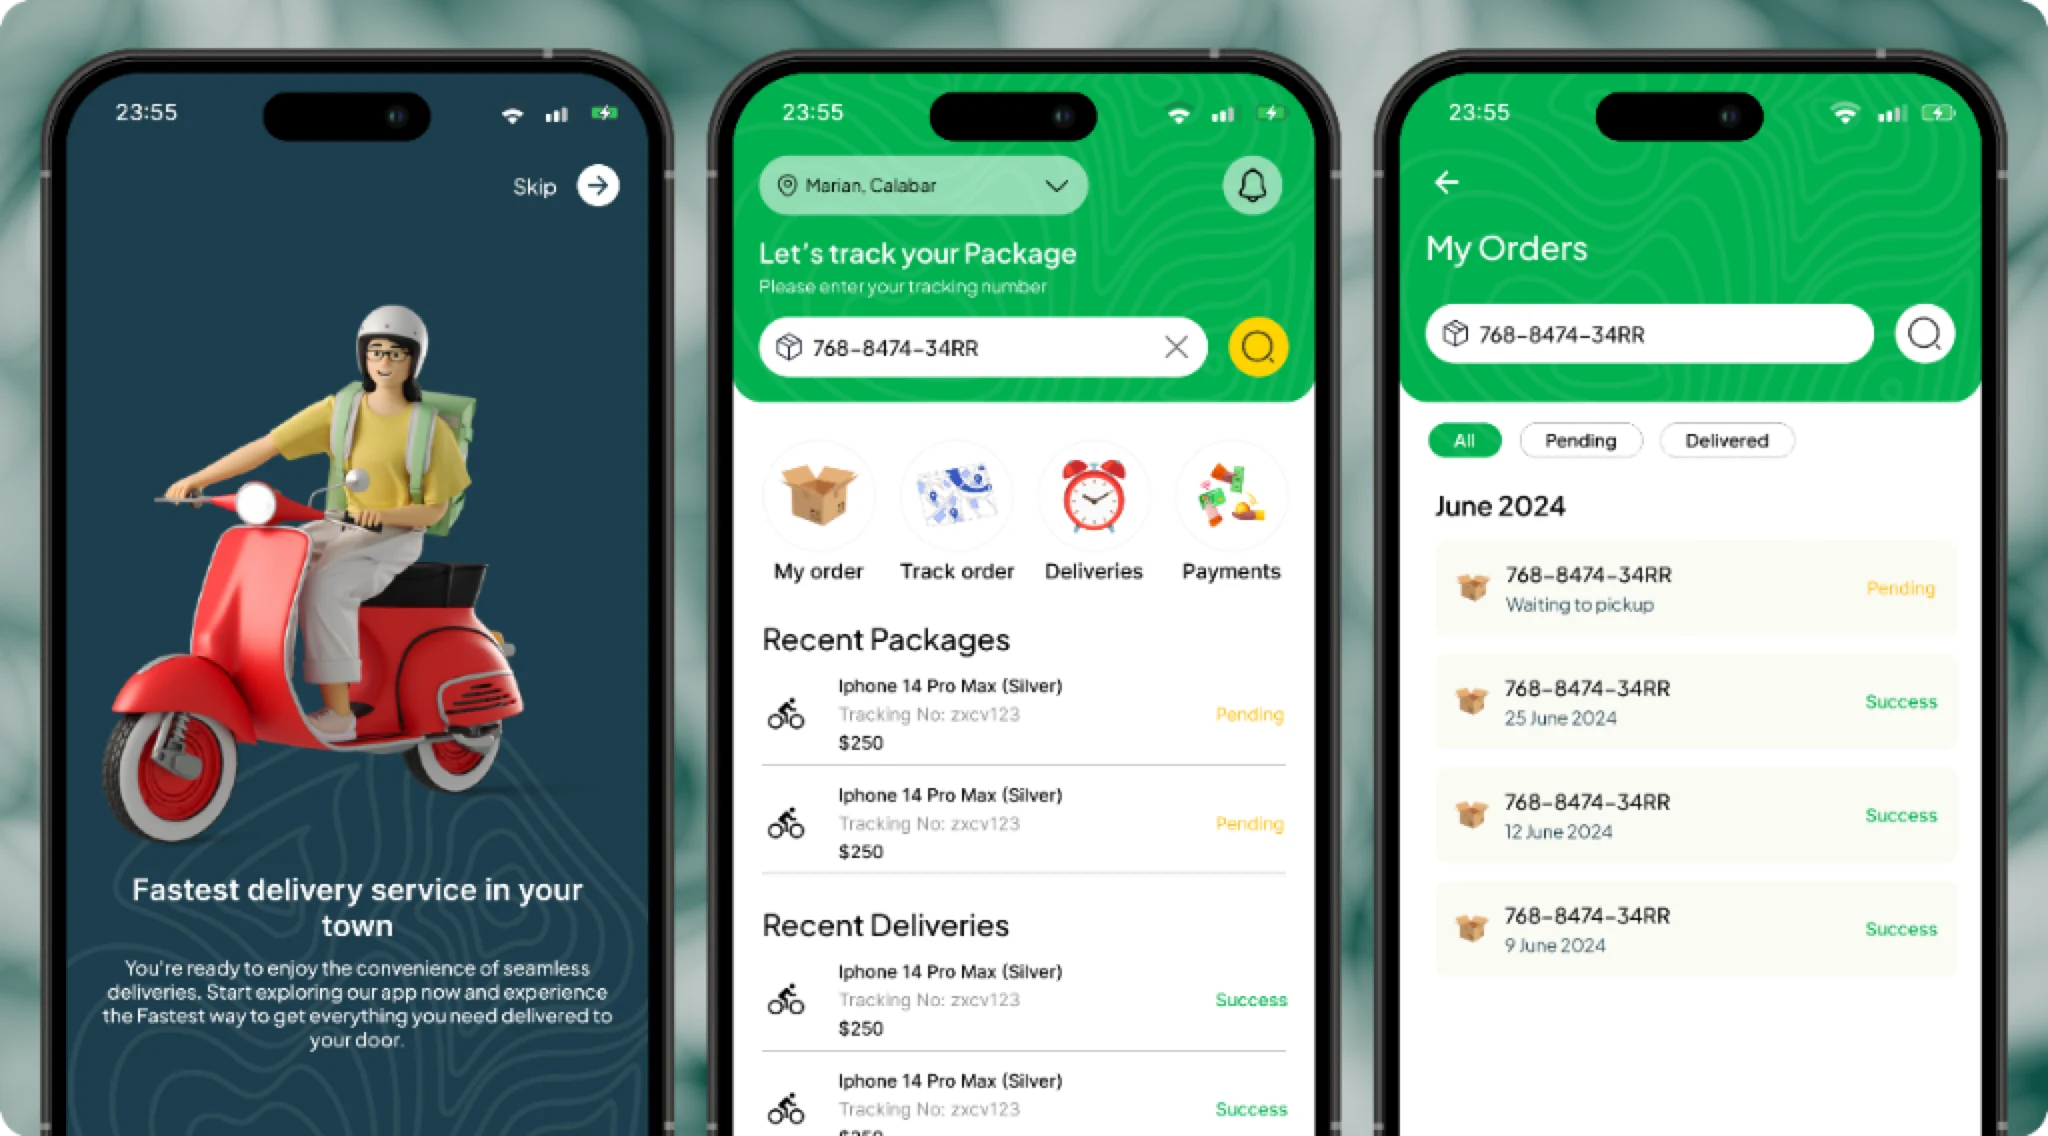 23:55
Skip
Fastest delivery service in your
town
You're ready to enjoy the convenience of seamless
deliveries. Start exploring our app now and experience
the Fastest way to get everything you need delivered to
your door.
23:55
Marian, Calabar
Let's track your Package
Please enter your tracking number
768-8474-34RR
My order Track order Deliveries Payments
Recent Packages
Iphone 14 Pro Max (Silver)
Tracking No: zxcv123
Pending
$250
Iphone 14 Pro Max (Silver)
Tracking No: zxcv123
Pending
$250
Recent Deliveries
Iphone 14 Pro Max (Silver)
Tracking No: zxcv123
Success
$250
Iphone 14 Pro Max (Silver)
Tracking No: zxcv123
Success
23:55
My Orders
768-8474-34RR
All Pending Delivered
June 2024
768-8474-34RR
Waiting to pickup
Pending
768-8474-34RR
25 June 2024
Success
768-8474-34RR
12 June 2024
Success
768-8474-34RR
9 June 2024
Success